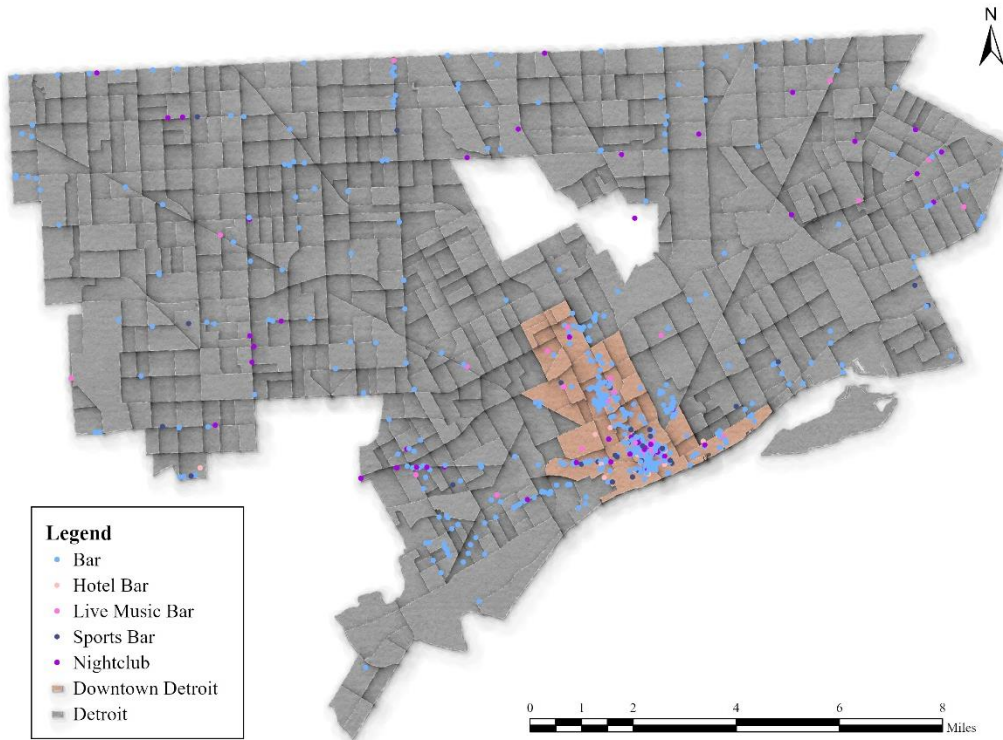 N
Legend
Bar
Hotel Bar
Live Music Bar
Sports Bar
Nightclub
Downtown Detroit
Detroit
0 1 2 4 6 8
Miles